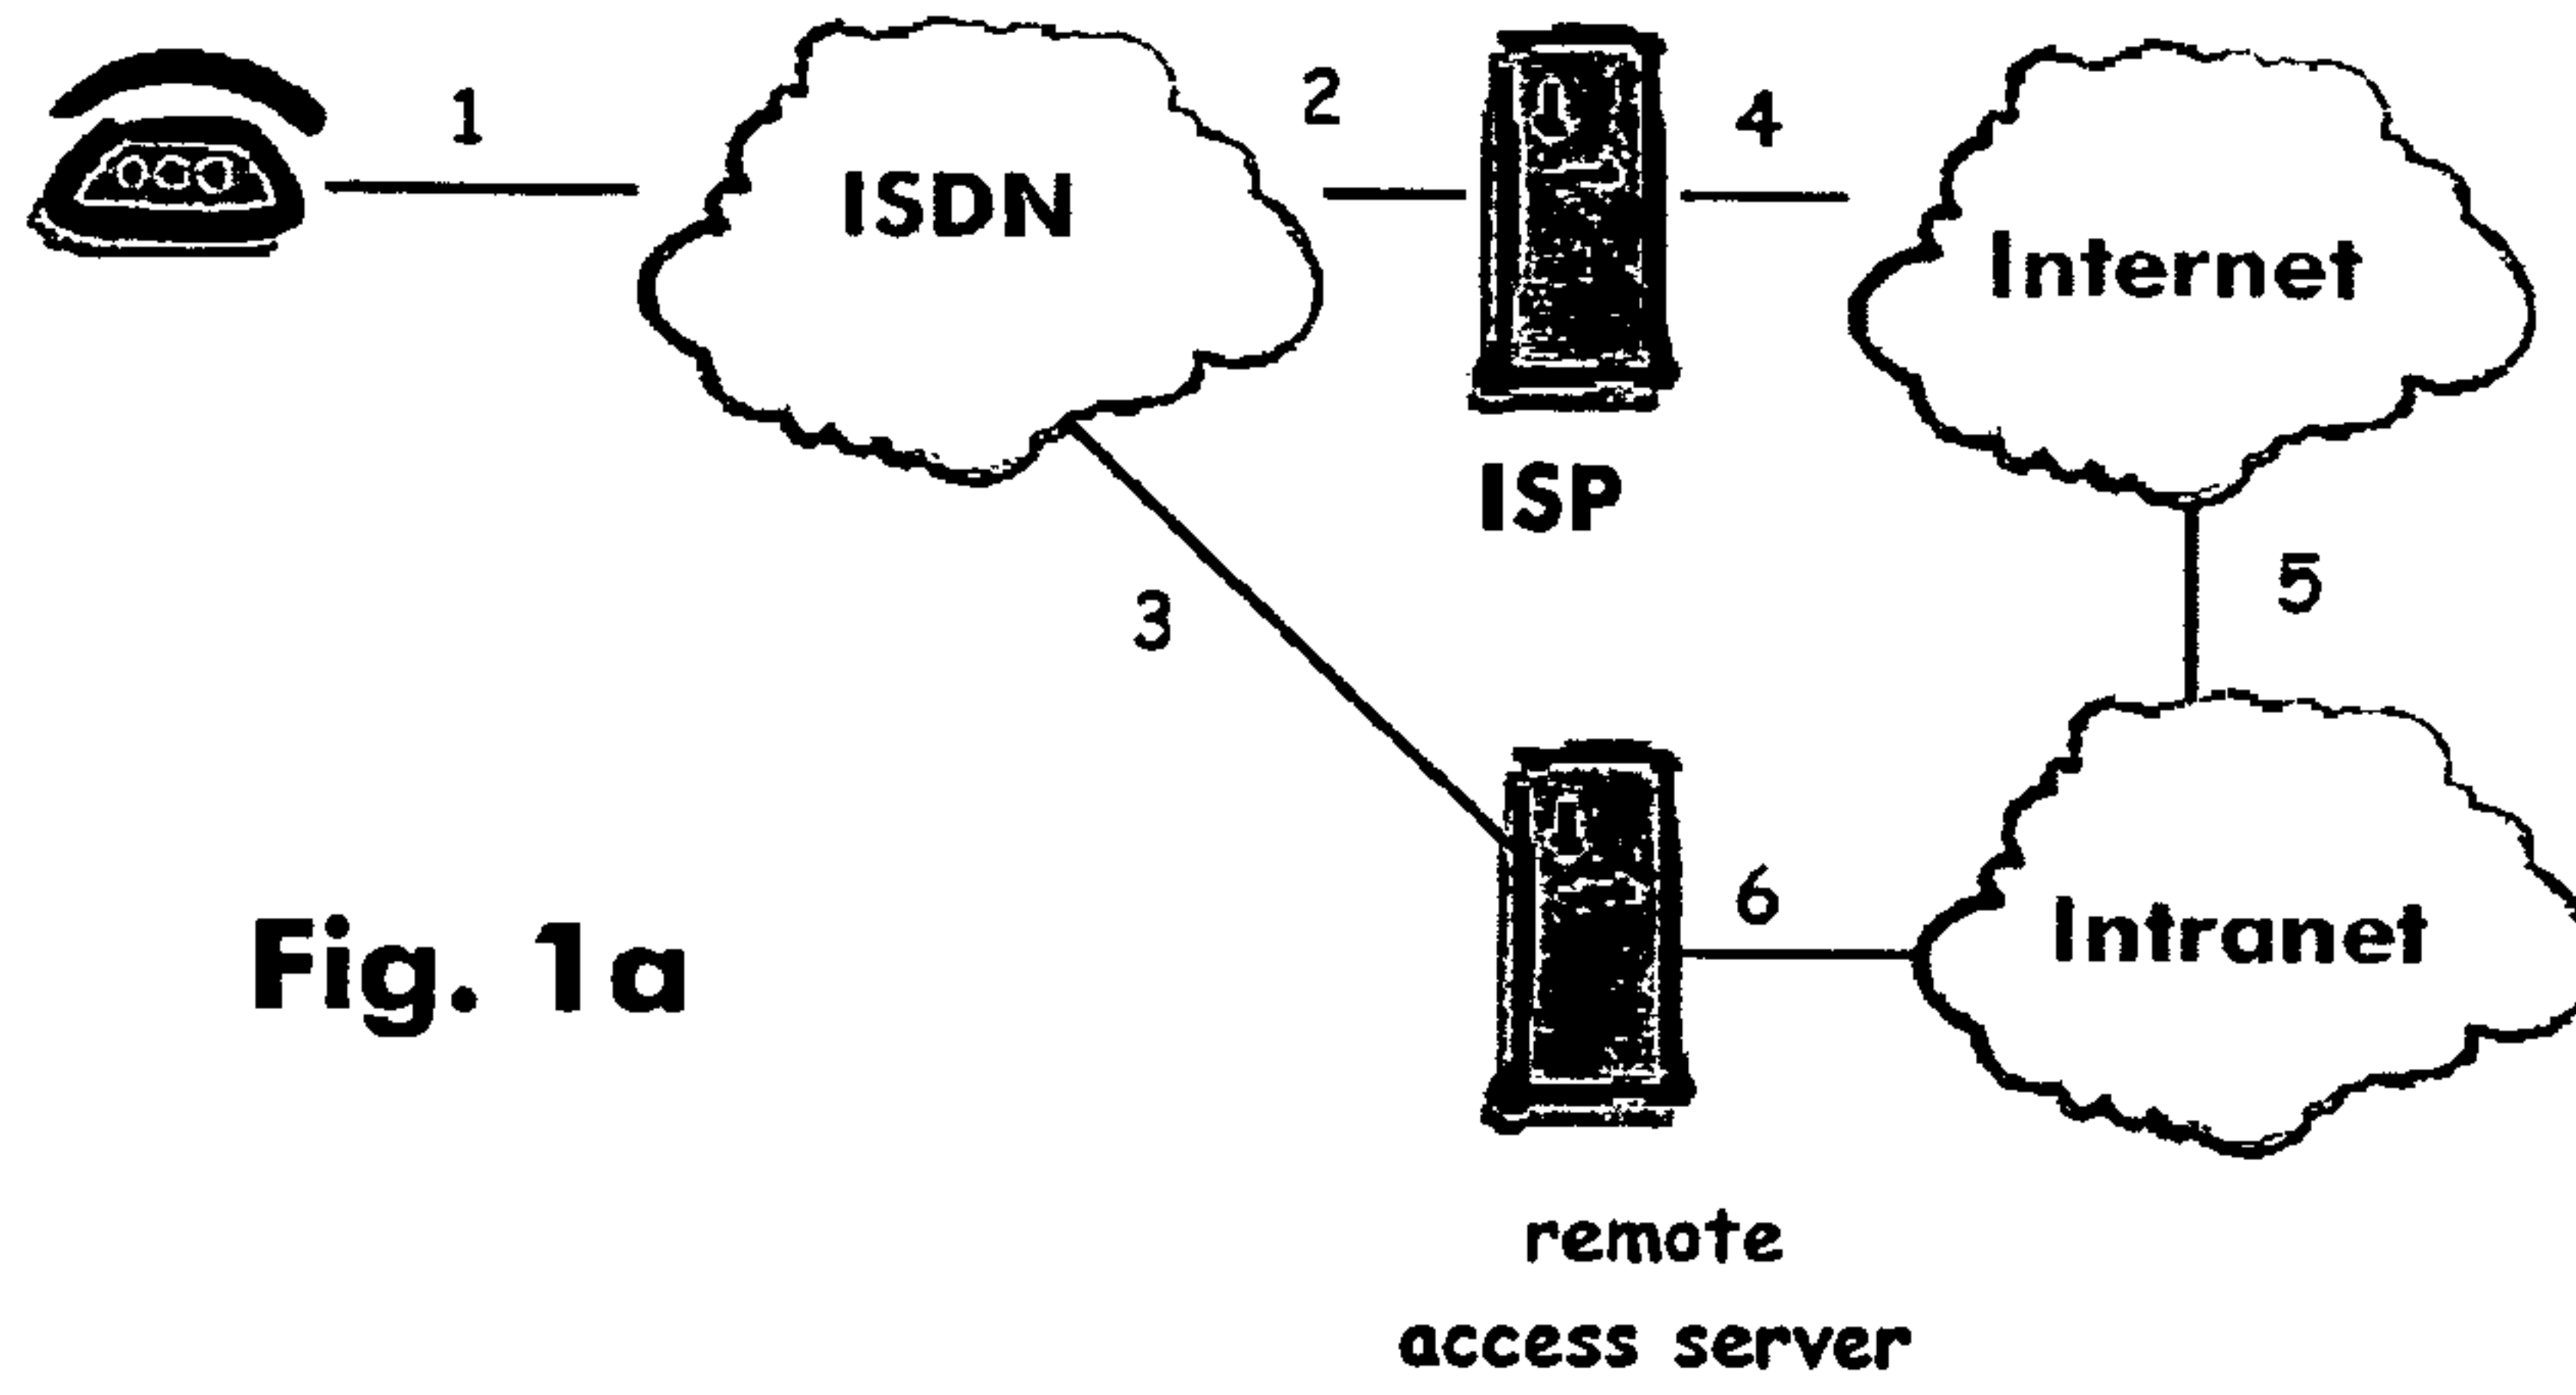 1
ISDN
2
4
Internet
ISP
3
5
6
Intranet
Fig. 1a
remote
access server